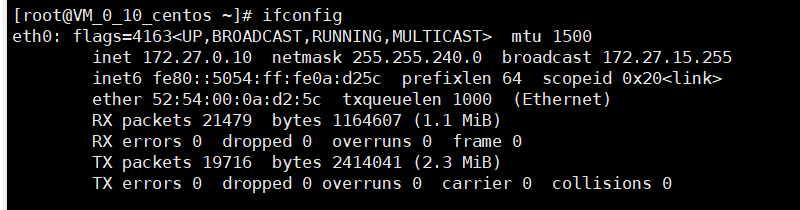 [root@VM_0_10_centos ~]# ifconfig
eth0: flags=4163<UP,BROADCAST,RUNNING,MULTICAST>  mtu 1500
        inet 172.27.0.10  netmask 255.255.240.0  broadcast 172.27.15.255
        inet6 fe80::5054:ff:fe0a:d25c  prefixlen 64  scopeid 0x20<link>
        ether 52:54:00:0a:d2:5c  txqueuelen 1000  (Ethernet)
        RX packets 21479  bytes 1164607 (1.1 MiB)
        RX errors 0  dropped 0  overruns 0  frame 0
        TX packets 19716  bytes 2414041 (2.3 MiB)
        TX errors 0  dropped 0 overruns 0  carrier 0  collisions 0